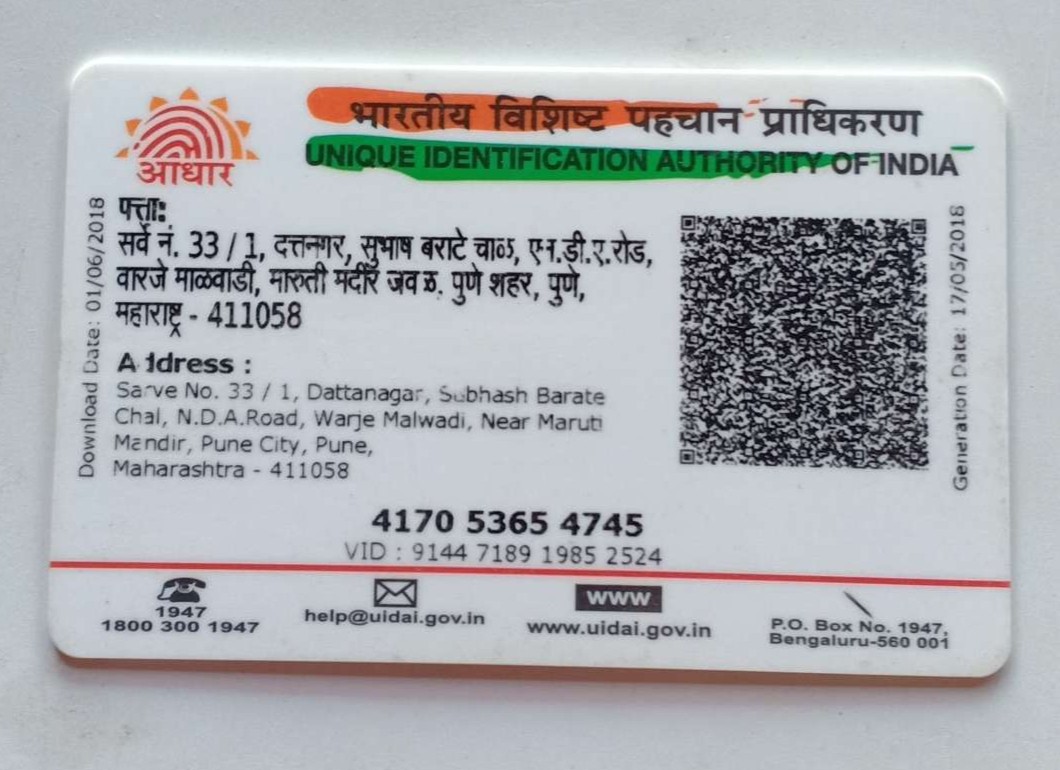 आधार
भारतीय विशिष्ट पहचान प्राधिकरण
UNIQUE IDENTIFICATION AUTHORITY OF INDIA
Download Date: 01/06/2018
पत्ता:
सर्वे नं. 33 / 1, दत्तनगर, सुभाष बराटे चाळ, एन.डी.ए.रोड,
वारजे माळवाडी, मारुती मंदीर जवळ. पुणे शहर, पुणे,
महाराष्ट्र - 411058
Address :
Sarve No. 33 / 1, Dattanagar, Subhash Barate
Chal, N.D.A.Road, Warje Malwadi, Near Maruti
Mandir, Pune City, Pune,
Maharashtra - 411058
Generation Date: 17/05/2018
4170 5365 4745
VID : 9144 7189 1985 2524
1947
1800 300 1947
help@uidai.gov.in
WWW
www.uidai.gov.in
P.O. Box No. 1947,
Bengaluru-560 001